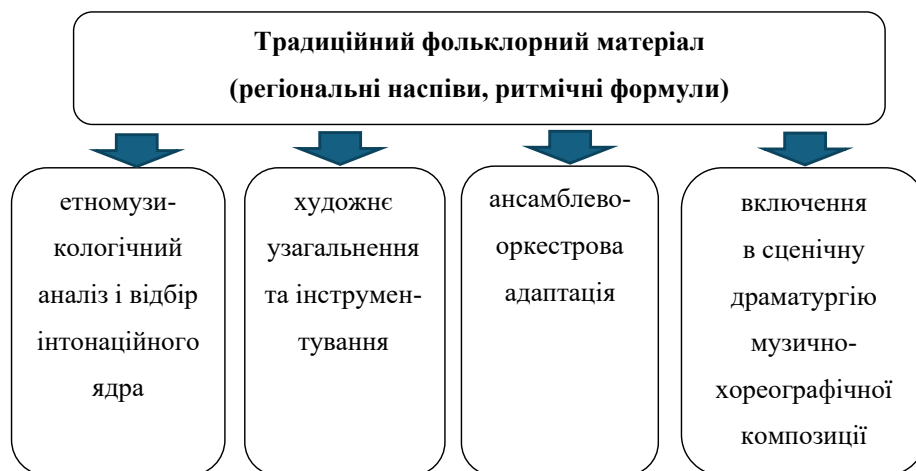 Традиційний фольклорний матеріал
(регіональні наспіви, ритмічні формули)
етномузи-
кологічний
аналіз і відбір
інтонаційного
ядра
художнє
узагальнення
та інструмен-
тування
ансамблево-
оркестрова
адаптація
включення
в сценічну
драматургію
музично-
хореографічної
композиції